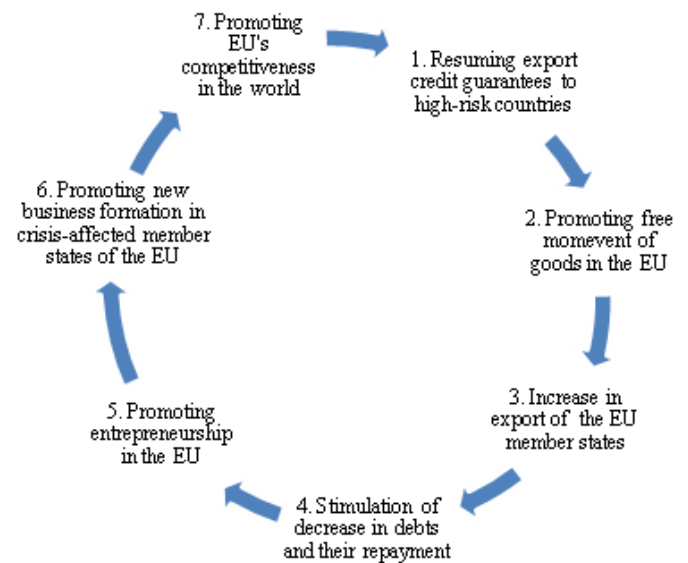 7. Promoting
EU's
competitiveness
in the world
1. Resuming export
credit guarantees to
high-risk countries
2. Promoting free
momevent of
goods in the EU
3. Increase in
export of the EU
member states
4. Stimulation of
decrease in debts
and their repayment
5. Promoting
entrepreneurship
in the EU
6. Promoting new
business formation in
crisis-affected member
states of the EU